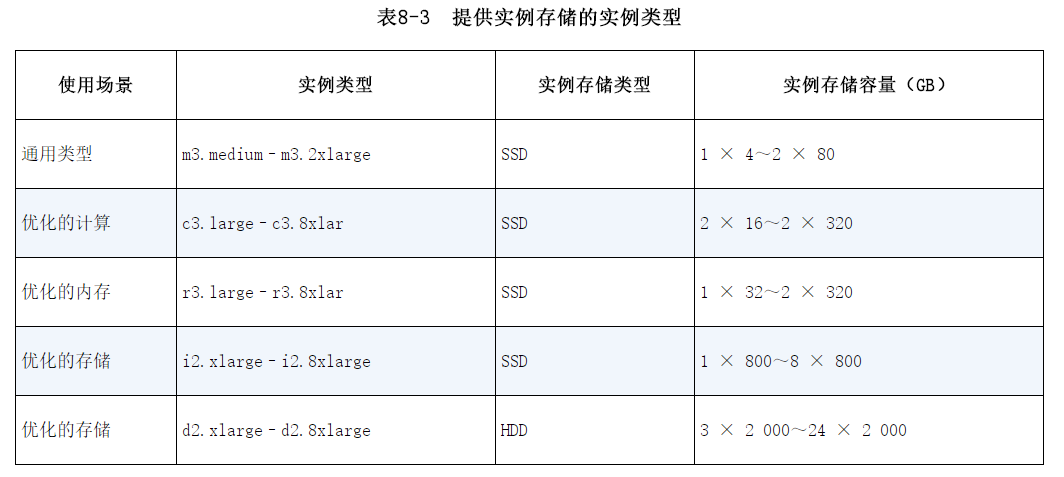 表8-3 提供实例存储的实例类型
使用场景 实例类型 实例存储类型 实例存储容量（GB）
通用类型 m3.medium–m3.2xlarge SSD 1 × 4～2 × 80
优化的计算 c3.large–c3.8xlar SSD 2 × 16～2 × 320
优化的内存 r3.large–r3.8xlar SSD 1 × 32～2 × 320
优化的存储 i2.xlarge–i2.8xlarge SSD 1 × 800～8 × 800
优化的存储 d2.xlarge–d2.8xlarge HDD 3 × 2 000～24 × 2 000